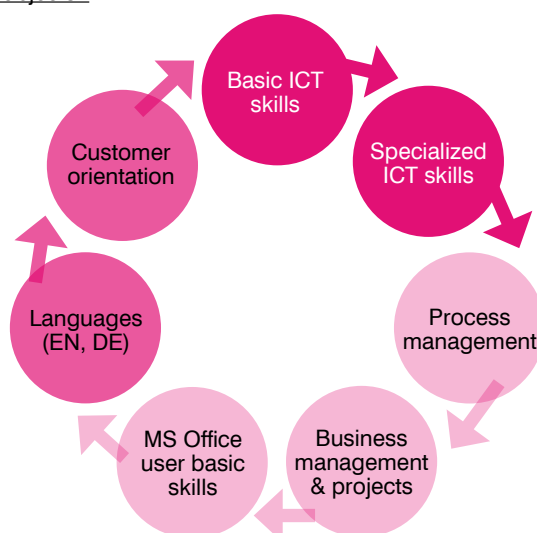 Basic ICT
skills
Specialized
ICT skills
Process
management
Business
management
& projects
MS Office
user basic
skills
Languages
(EN, DE)
Customer
orientation